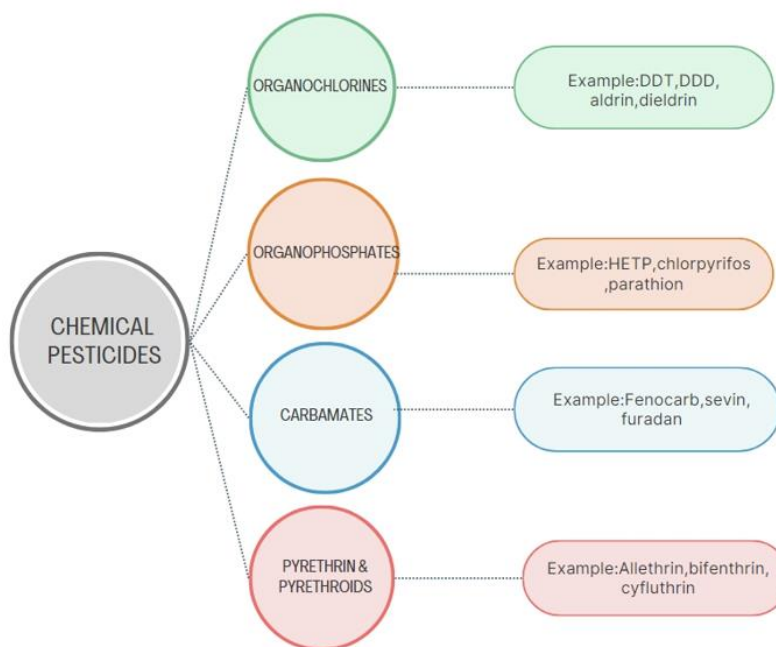 CHEMICAL
PESTICIDES
ORGANOCHLORINES
Example:DDT,DDD,
aldrin,dieldrin
ORGANOPHOSPHATES
Example:HETP,chlorpyrifos
,parathion
CARBAMATES
Example:Fenocarb,sevin,
furadan
PYRETHRIN &
PYRETHROIDS
Example:Allethrin,bifenthrin,
cyfluthrin